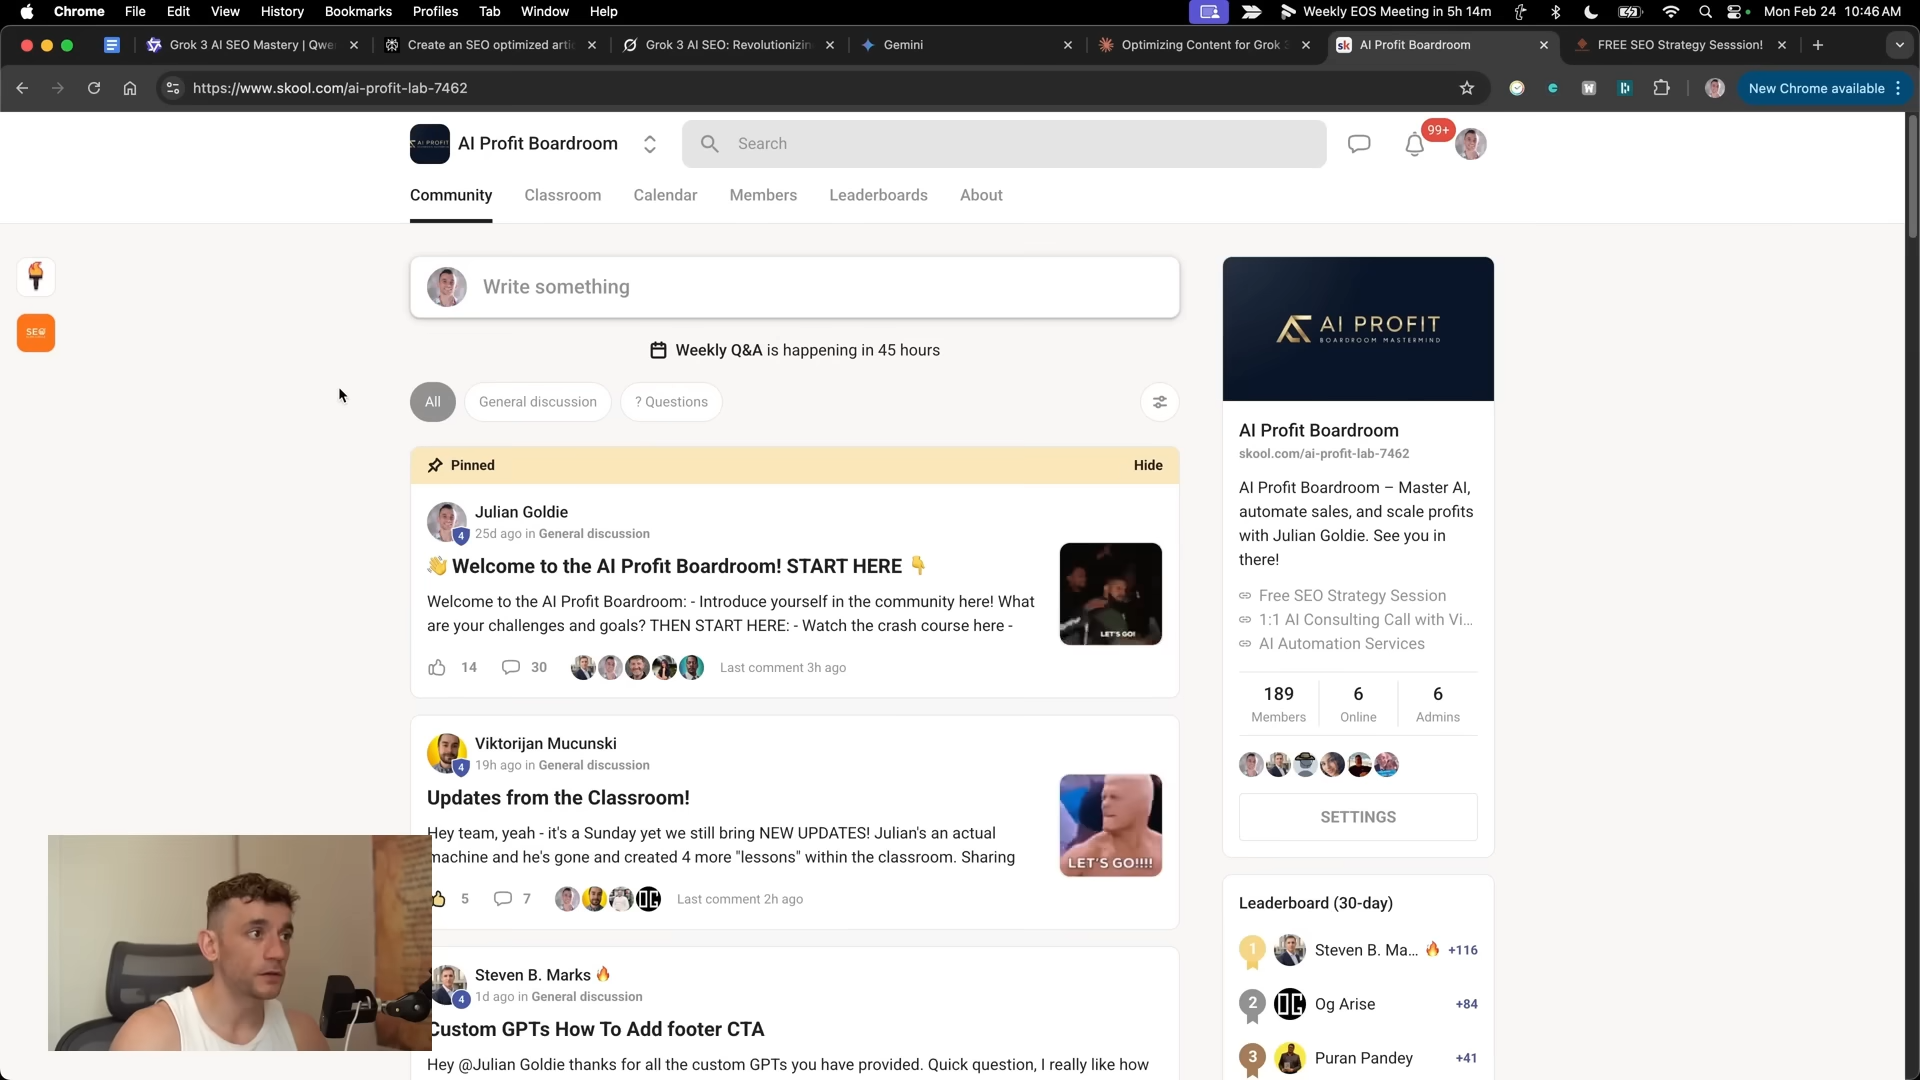 Chrome File Edit View History Bookmarks Profiles Tab Window Help
Weekly EOS Meeting in 5h 14m
Mon Feb 24 10:46 AM
Grok 3 AI SEO Mastery | Qwe
Create an SEO optimized arti
Grok 3 AI SEO: Revolutionizin
Gemini
Optimizing Content for Grok
sk AI Profit Boardroom
FREE SEO Strategy Sesssion!
https://www.skool.com/ai-profit-lab-7462
New Chrome available
AI Profit Boardroom
Search
99+
Community Classroom Calendar Members Leaderboards About
SEO
Write something
Weekly Q&A is happening in 45 hours
All General discussion ? Questions
Pinned
Hide
Julian Goldie
4
25d ago in General discussion
👋 Welcome to the AI Profit Boardroom! START HERE 👇
Welcome to the AI Profit Boardroom: - Introduce yourself in the community here! What
are your challenges and goals? THEN START HERE: - Watch the crash course here -
LET'S GO!
14 30 Last comment 3h ago
Viktorijan Mucunski
4
19h ago in General discussion
Updates from the Classroom!
Hey team, yeah - it's a Sunday yet we still bring NEW UPDATES! Julian's an actual
machine and he's gone and created 4 more "lessons" within the classroom. Sharing
LET'S GO!!!!
5 7 Last comment 2h ago
Steven B. Marks 🔥
4
1d ago in General discussion
Custom GPTs How To Add footer CTA
Hey @Julian Goldie thanks for all the custom GPTs you have provided. Quick question, I really like how
AI PROFIT
BOARDROOM MASTERMIND
AI Profit Boardroom
skool.com/ai-profit-lab-7462
AI Profit Boardroom – Master AI,
automate sales, and scale profits
with Julian Goldie. See you in
there!
Free SEO Strategy Session
1:1 AI Consulting Call with Vi...
AI Automation Services
189 6 6
Members Online Admins
SETTINGS
Leaderboard (30-day)
1 Steven B. Ma... 🔥 +116
2 Og Arise +84
3 Puran Pandey +41